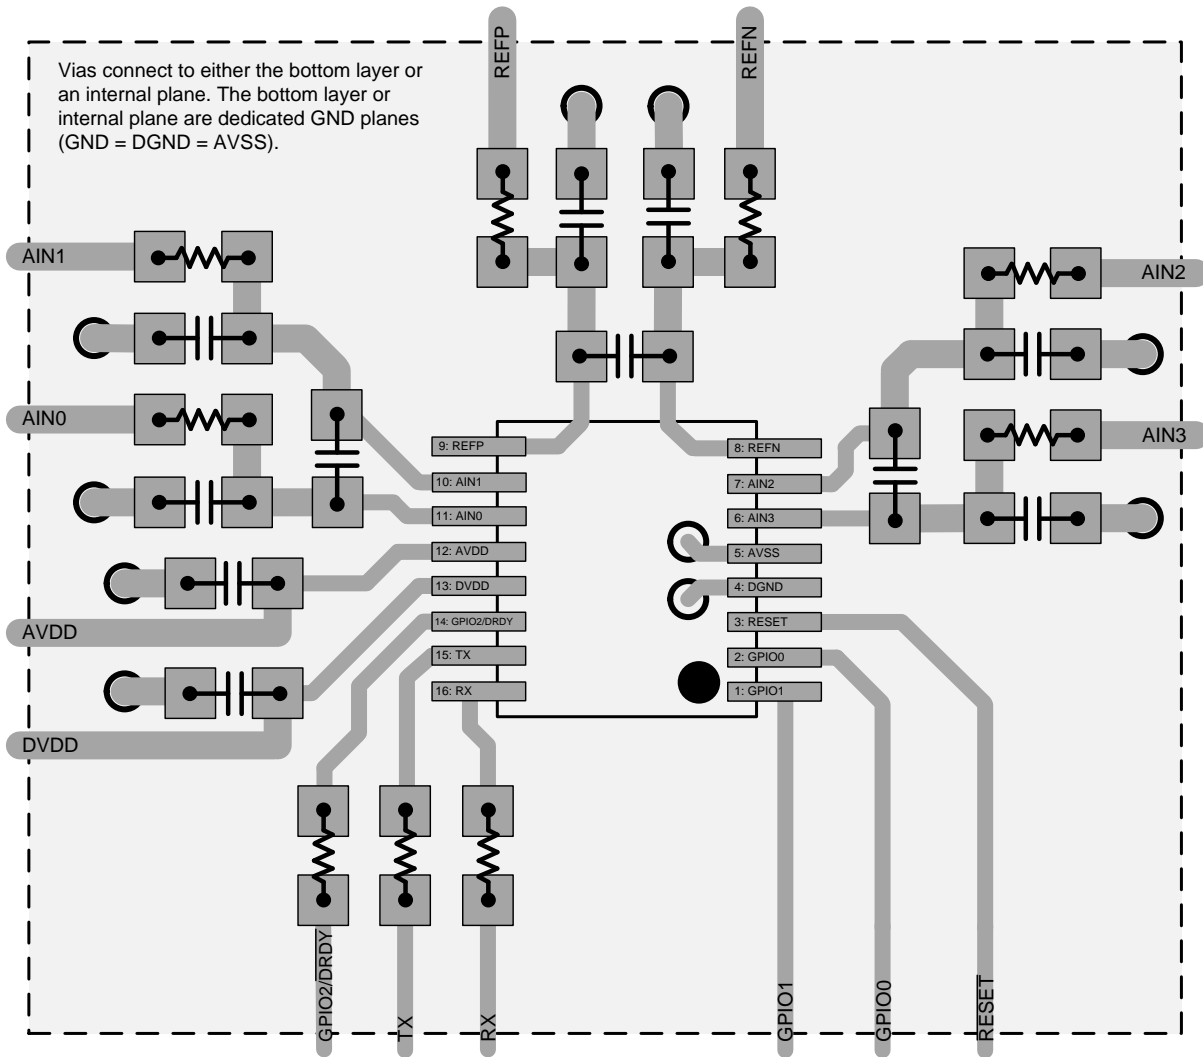 REFP
REFN
Vias connect to either the bottom layer or
an internal plane. The bottom layer or
internal plane are dedicated GND planes
(GND = DGND = AVSS).
AIN1
AIN2
AIN0
AIN3
9: REFP
8: REFN
10: AIN1
7: AIN2
11: AIN0
6: AIN3
12: AVDD
5: AVSS
13: DVDD
4: DGND
14: GPIO2/DRDY
3: RESET
15: TX
2: GPIO0
16: RX
1: GPIO1
AVDD
DVDD
GPIO2/DRDY
TX
RX
GPIO1
GPIO0
RESET